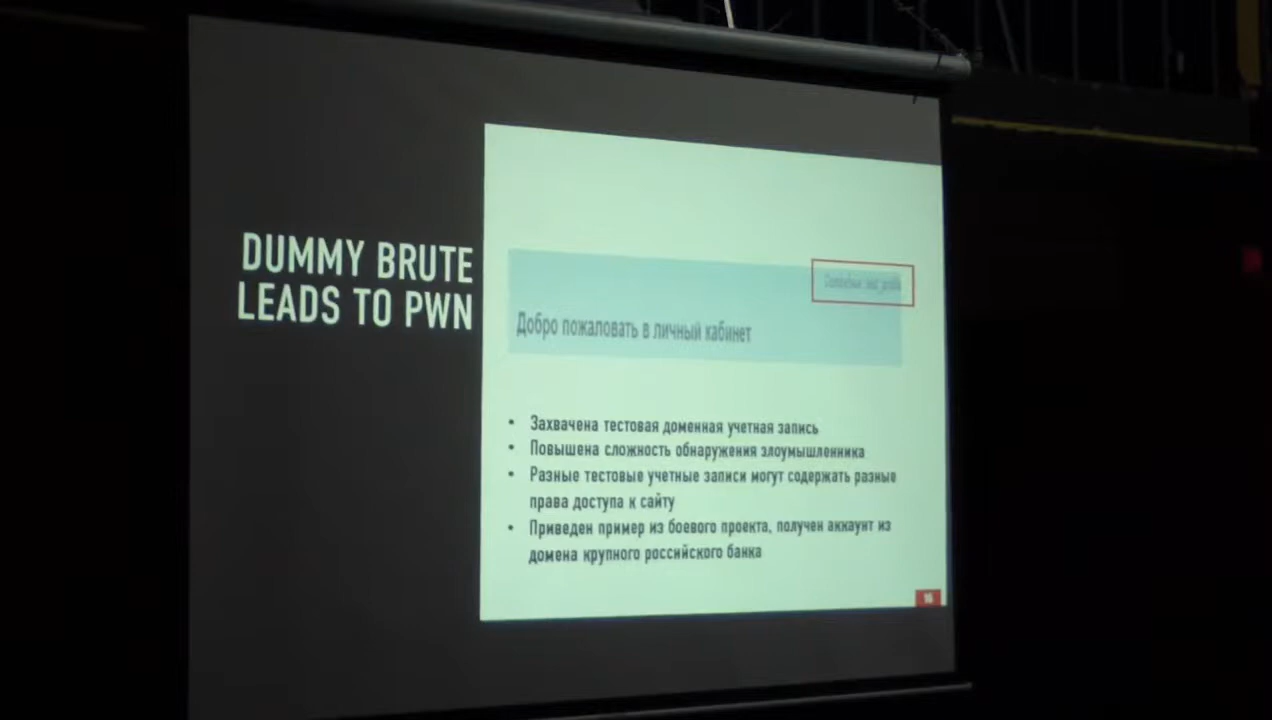 DUMMY BRUTE
LEADS TO PWN
Добро пожаловать в личный кабинет
• Захвачена тестовая доменная учетная запись
• Повышена сложность обнаружения злоумышленника
• Разные тестовые учетные записи могут содержать разные
права доступа к сайту
• Приведен пример из боевого проекта, получен аккаунт из
домена крупного российского банка
16